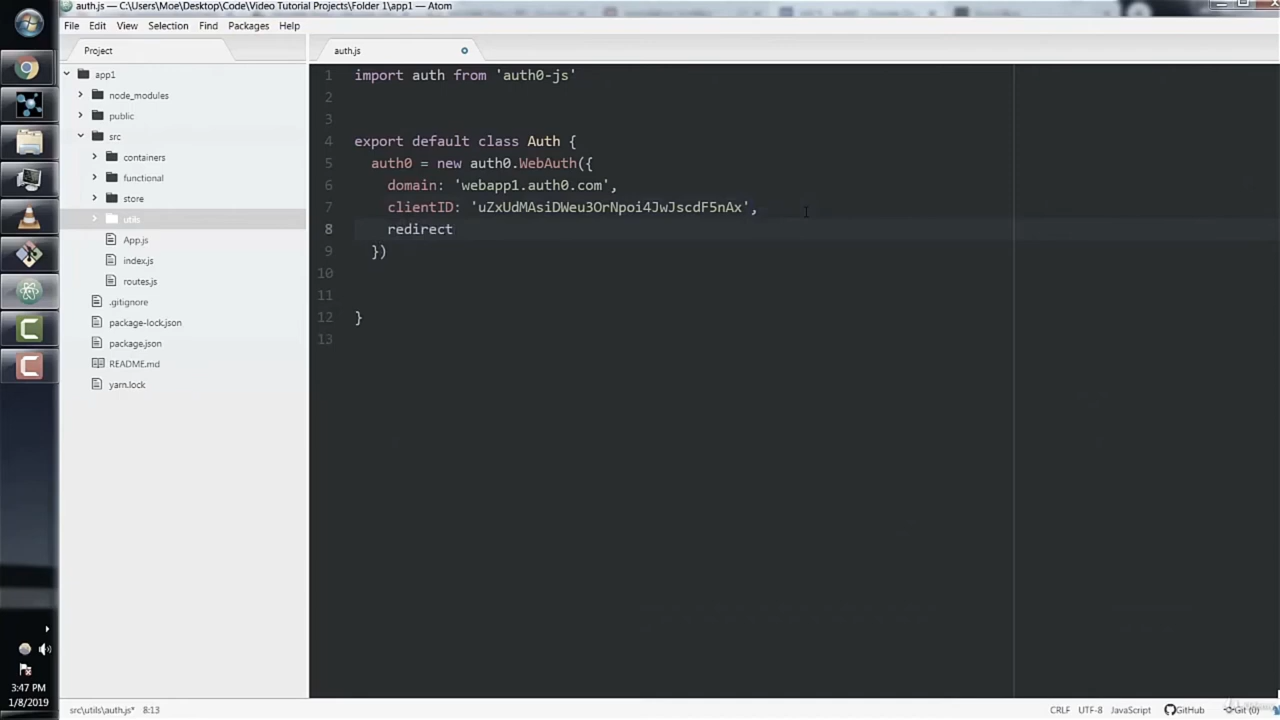 auth.js — C:\Users\Moe\Desktop\Code\Video Tutorial Projects\Folder 1\app1 — Atom
File Edit View Selection Find Packages Help
Project
auth.js
app1
node_modules
public
src
containers
functional
store
utils
App.js
index.js
routes.js
.gitignore
package-lock.json
package.json
README.md
yarn.lock
1 import auth from 'auth0-js'
2
3
4 export default class Auth {
5 auth0 = new auth0.WebAuth({
6 domain: 'webapp1.auth0.com',
7 clientID: 'uZxUdMAsiDWeu3OrNpoi4JwJscdF5nAx',
8 redirect
9 })
10
11
12 }
13
3:47 PM
1/8/2019
src\utils\auth.js* 8:13
CRLF UTF-8 JavaScript GitHub Git (0)